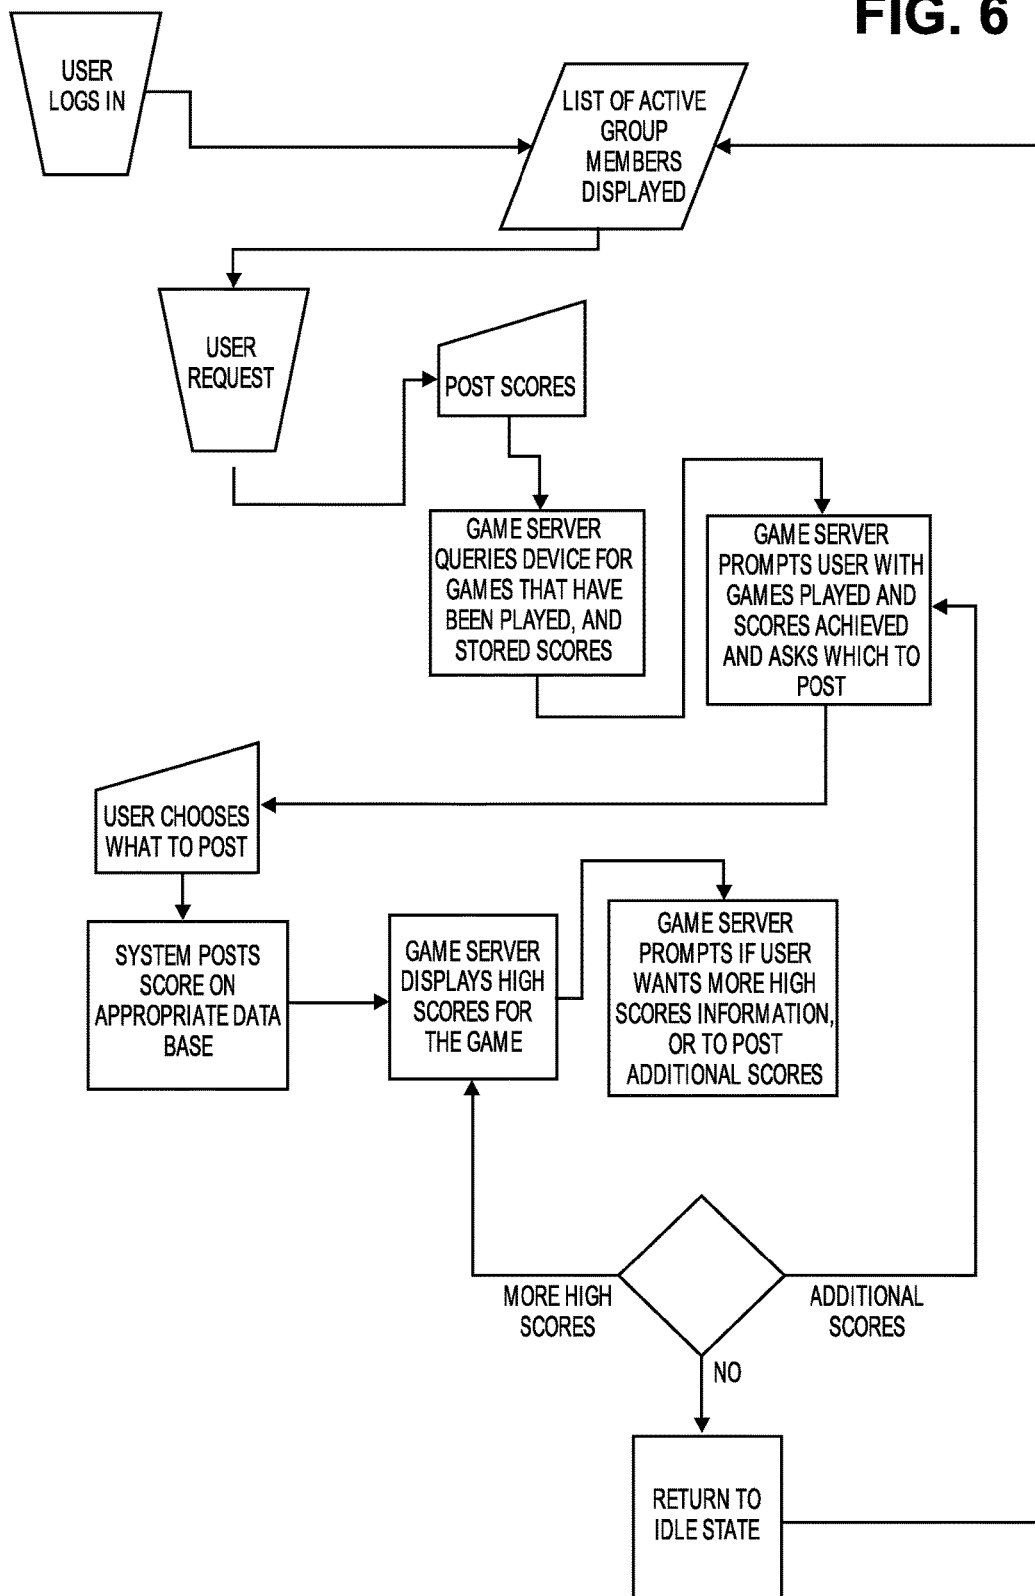 FIG. 6
USER
LOGS IN
LIST OF ACTIVE
GROUP
MEMBERS
DISPLAYED
USER
REQUEST
POST SCORES
GAME SERVER
QUERIES DEVICE FOR
GAMES THAT HAVE
BEEN PLAYED, AND
STORED SCORES
GAME SERVER
PROMPTS USER WITH
GAMES PLAYED AND
SCORES ACHIEVED
AND ASKS WHICH TO
POST
USER CHOOSES
WHAT TO POST
SYSTEM POSTS
SCORE ON
APPROPRIATE DATA
BASE
GAME SERVER
DISPLAYS HIGH
SCORES FOR
THE GAME
GAME SERVER
PROMPTS IF USER
WANTS MORE HIGH
SCORES INFORMATION,
OR TO POST
ADDITIONAL SCORES
MORE HIGH
SCORES
ADDITIONAL
SCORES
NO
RETURN TO
IDLE STATE